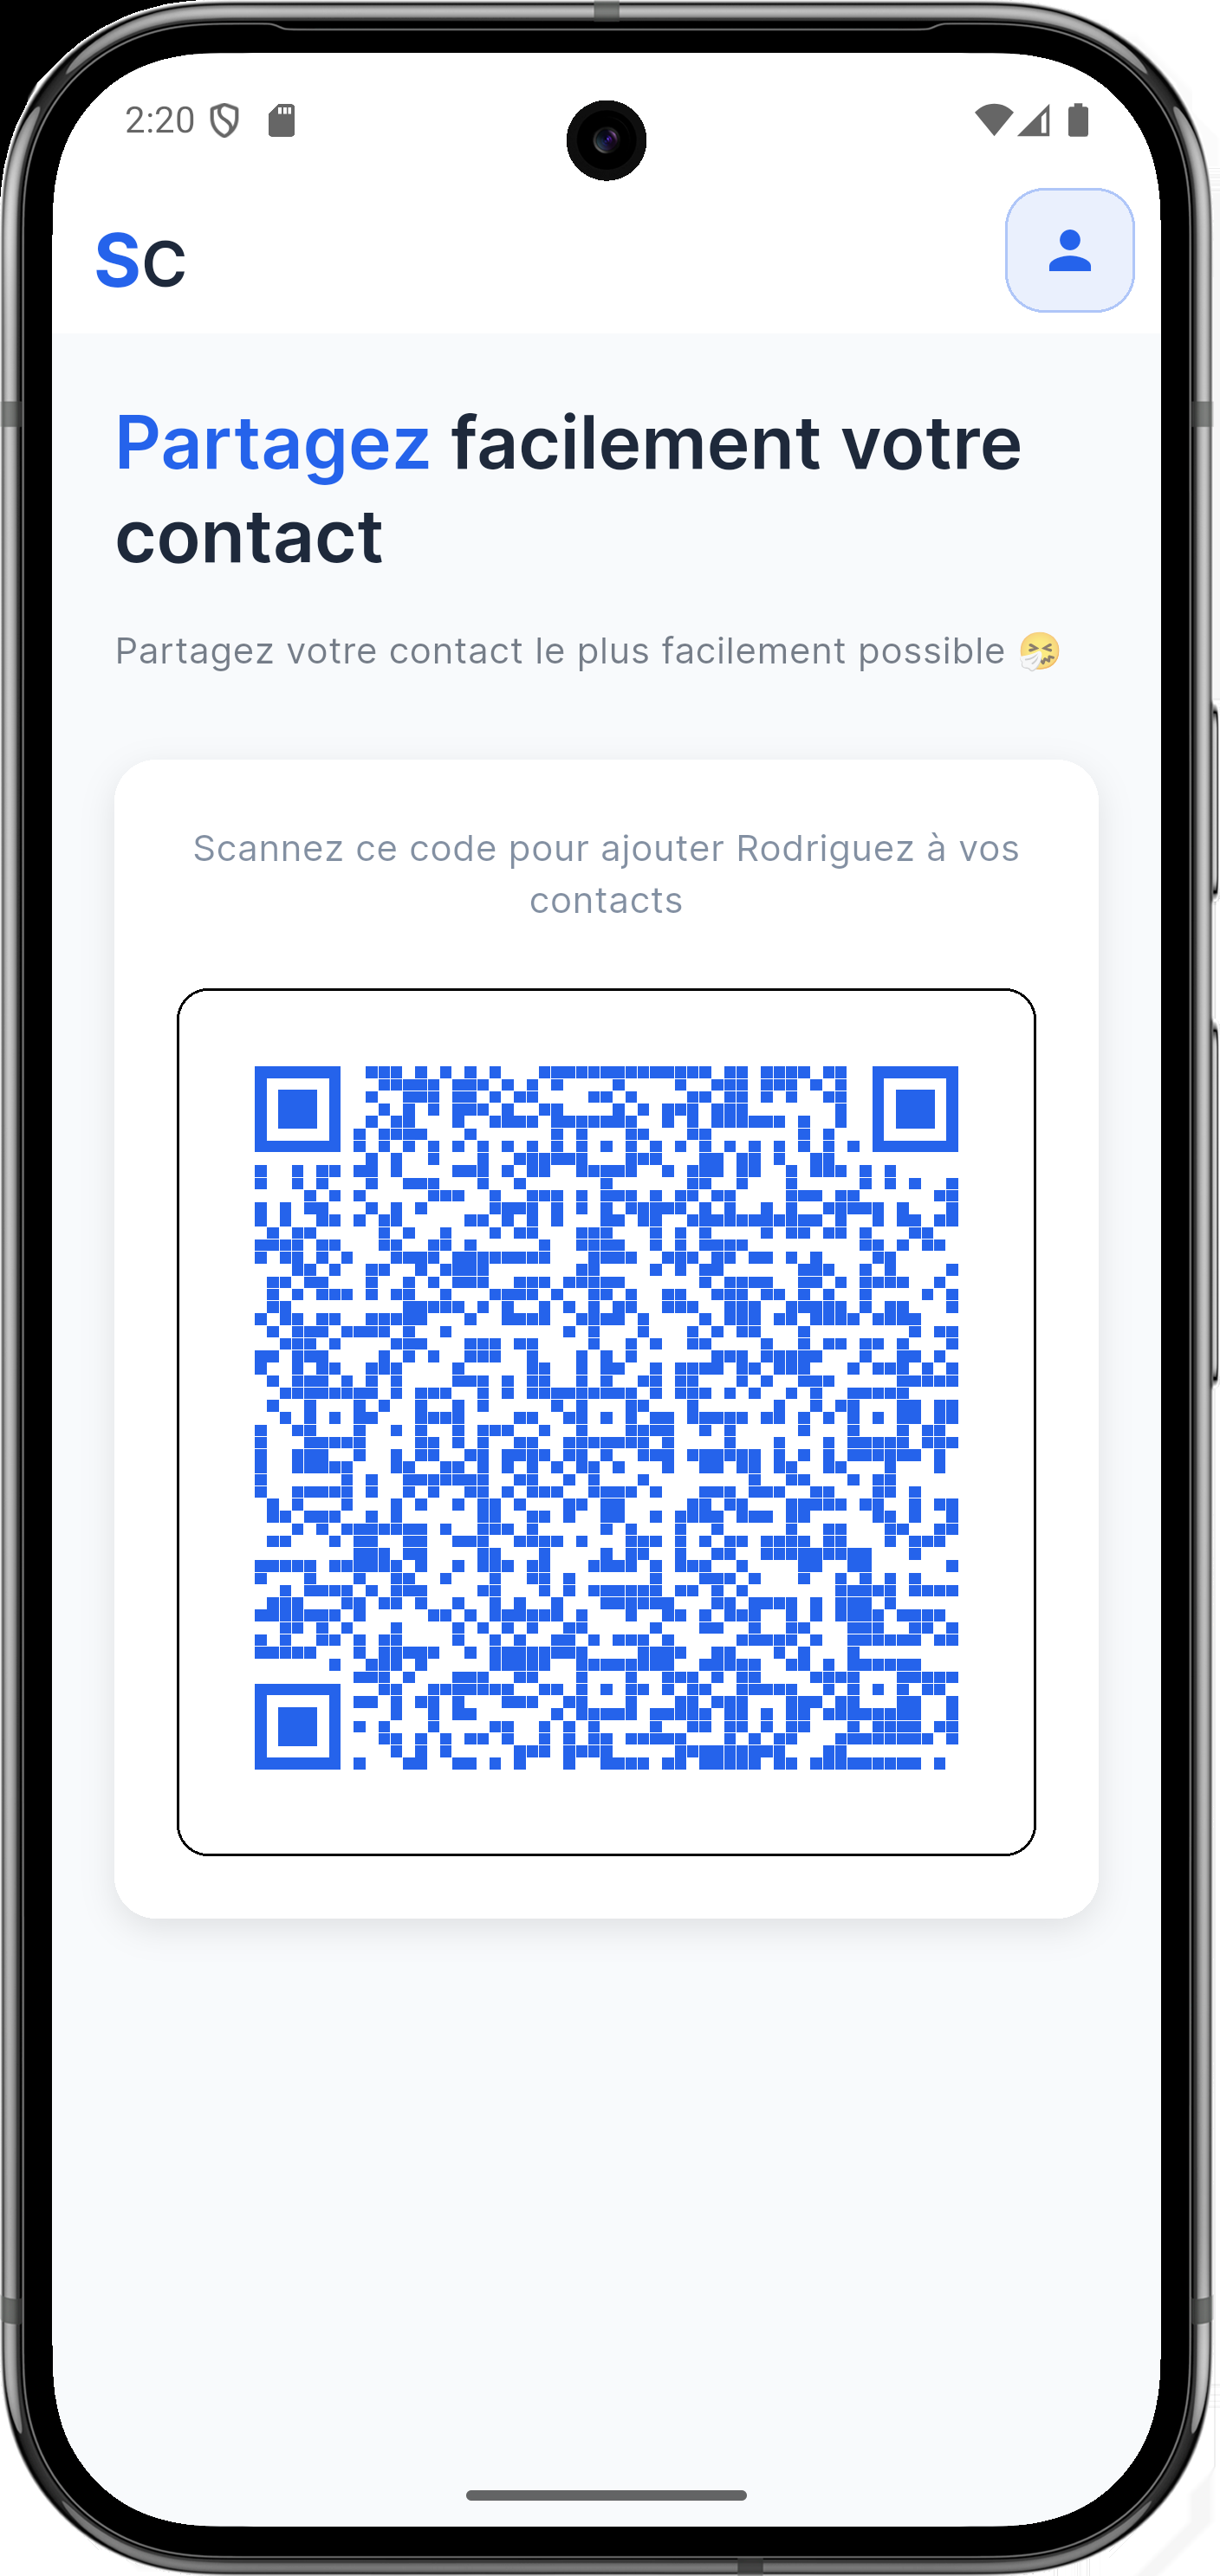 2:20
Sc
Partagez facilement votre
contact
Partagez votre contact le plus facilement possible 🤧
Scannez ce code pour ajouter Rodriguez à vos
contacts